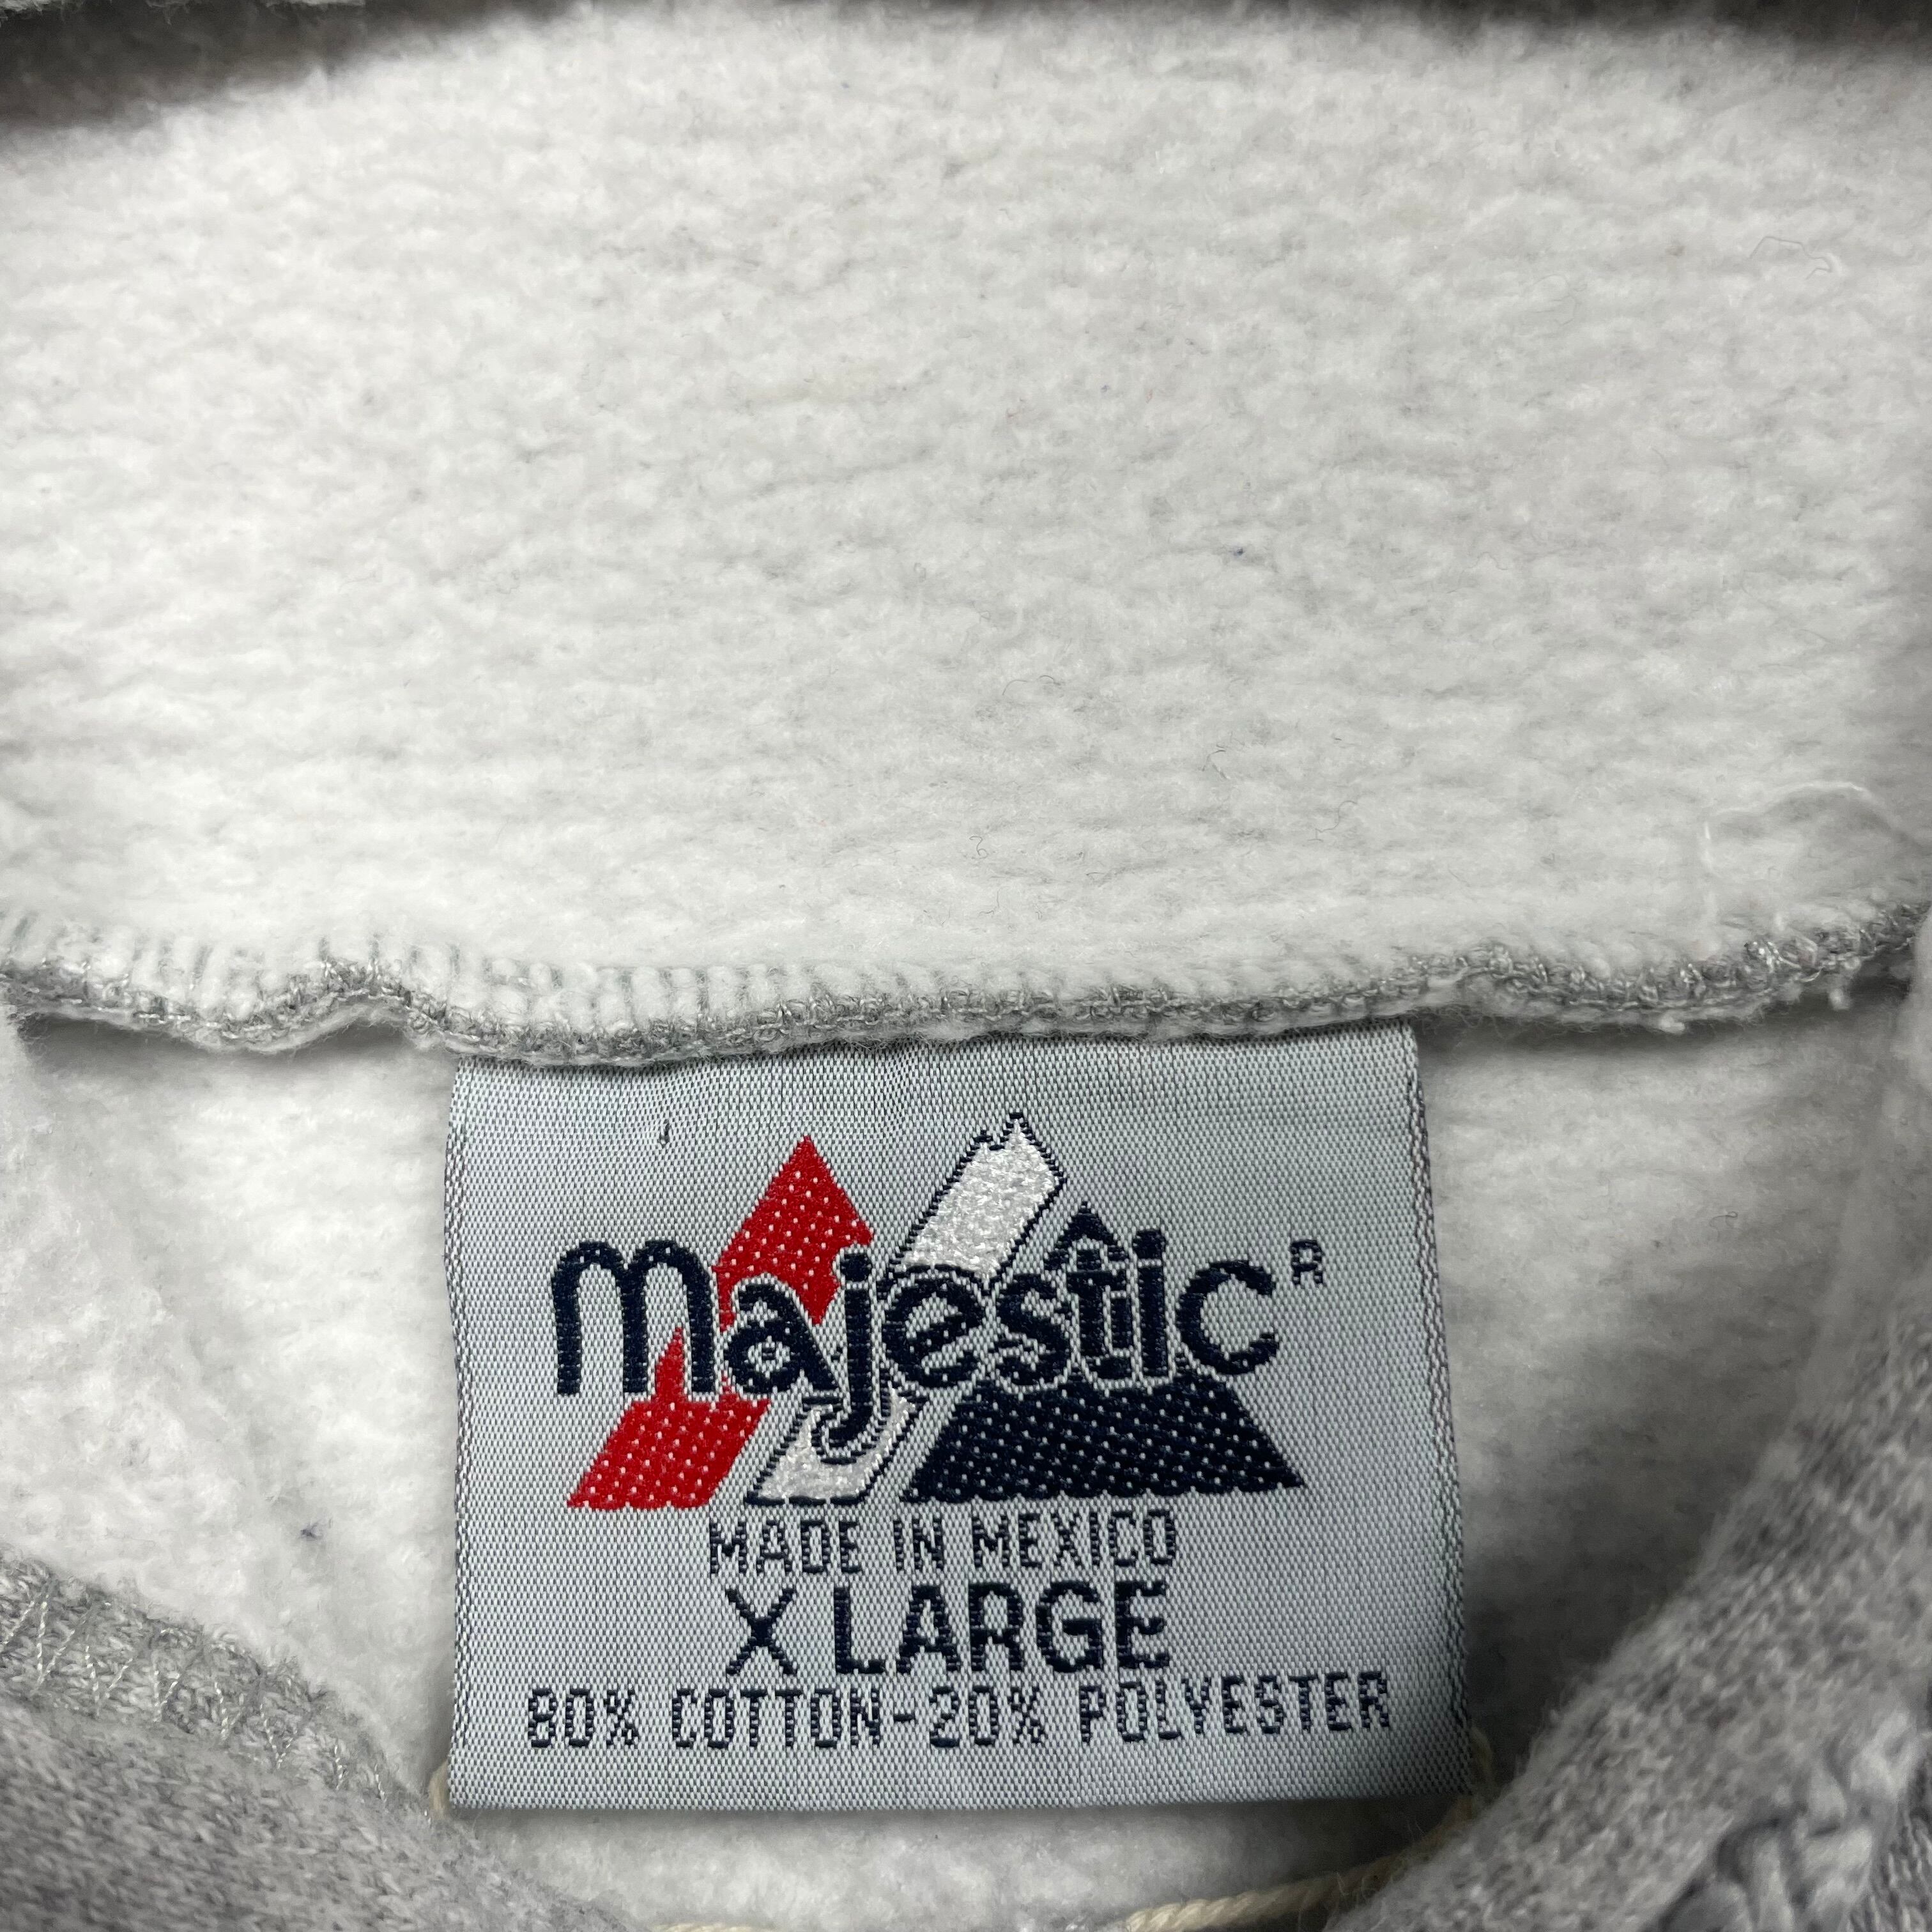 majestic R
MADE IN MEXICO
X LARGE
80% COTTON-20% POLYESTER